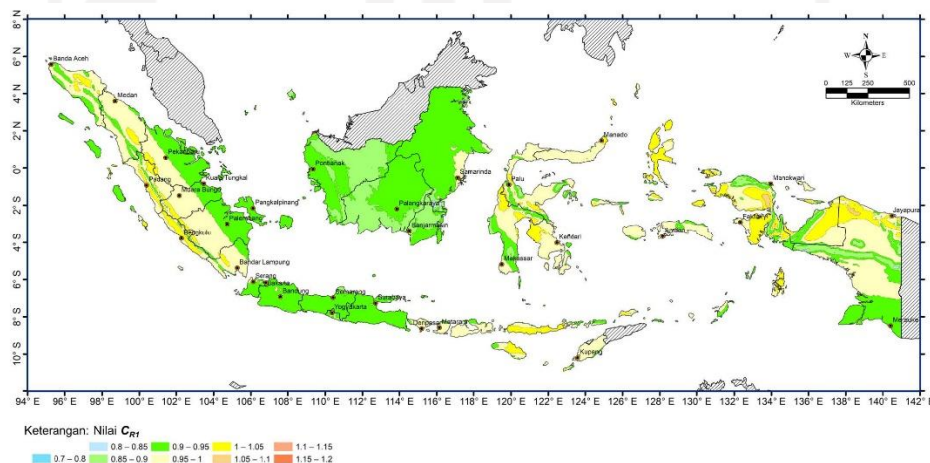 8° N
6° N
4° N
2° N
0°
2° S
4° S
6° S
8° S
10° S
Banda Aceh
Medan
Pekanbaru
Padang
Kuala Tungkal
Muara Bungo
Pangkalpinang
Palembang
Bengkulu
Bandar Lampung
Serang
Jakarta
Bandung
Semarang
Yogyakarta
Surabaya
Denpasar
Mataram
Kupang
Pontianak
Palangkaraya
Banjarmasin
Samarinda
Manado
Palu
Kendari
Makassar
Ambon
Manokwari
Jayapura
Merauke
N
W E
S
0 125 250 500
Kilometers
94° E 96° E 98° E 100° E 102° E 104° E 106° E 108° E 110° E 112° E 114° E 116° E 118° E 120° E 122° E 124° E 126° E 128° E 130° E 132° E 134° E 136° E 138° E 140° E 142° E
Keterangan: Nilai CR1
0.8 – 0.85 0.9 – 0.95 1 – 1.05 1.1 – 1.15
0.7 – 0.8 0.85 – 0.9 0.95 – 1 1.05 – 1.1 1.15 – 1.2